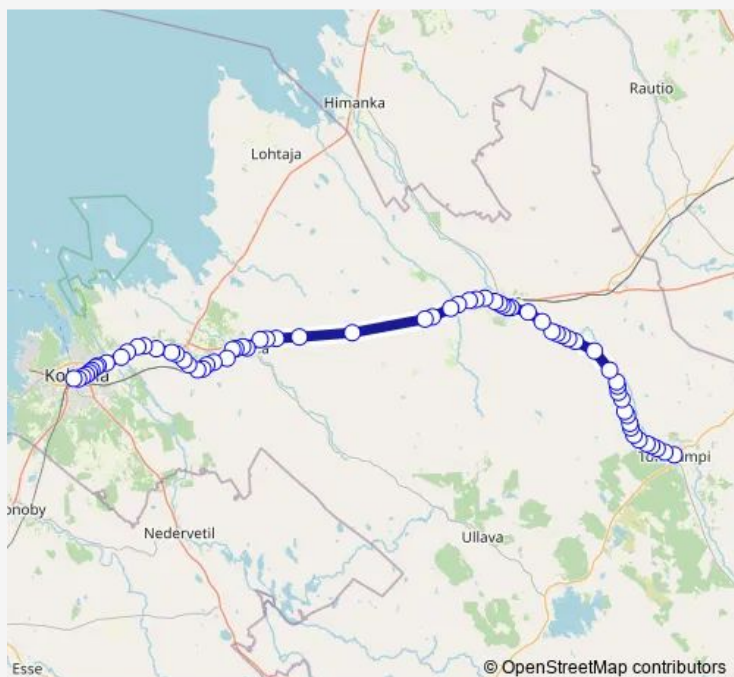 Rautio
Himanka
Lohtaja
Nedervetil
Ullava
Esse
© OpenStreetMap contributors